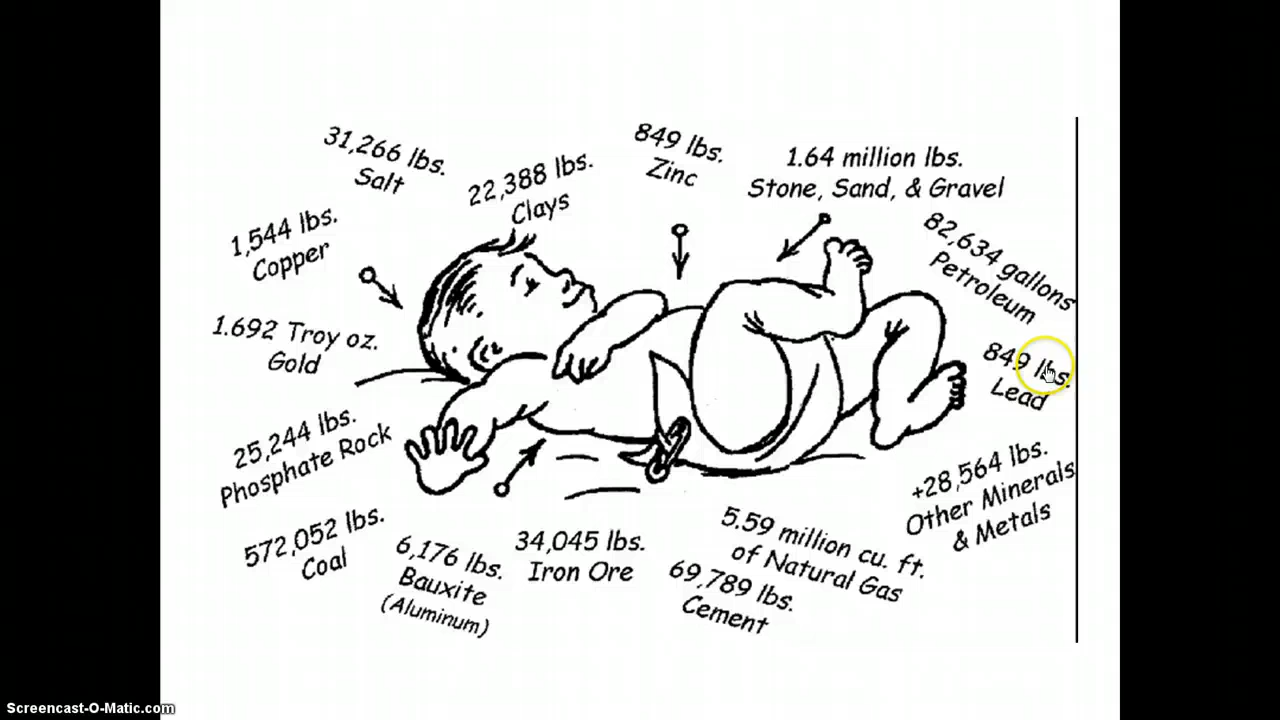 31,266 lbs.
Salt
22,388 lbs.
Clays
849 lbs.
Zinc
1.64 million lbs.
Stone, Sand, & Gravel
1,544 lbs.
Copper
82,634 gallons
Petroleum
1.692 Troy oz.
Gold
849 lbs.
Lead
25,244 lbs.
Phosphate Rock
+28,564 lbs.
Other Minerals
& Metals
572,052 lbs.
Coal
6,176 lbs.
Bauxite
(Aluminum)
34,045 lbs.
Iron Ore
69,789 lbs.
Cement
5.59 million cu. ft.
of Natural Gas
Screencast-O-Matic.com